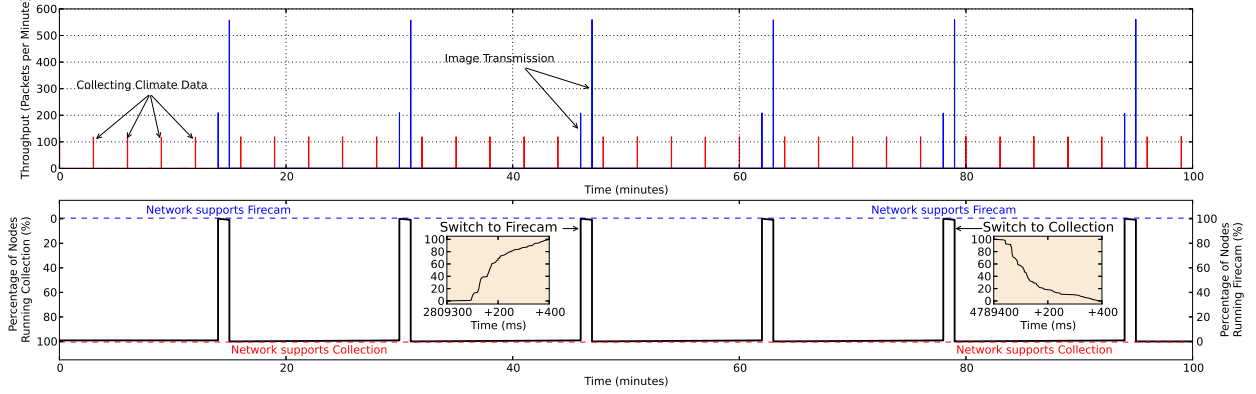 Throughput (Packets per Minute)
600
500
400
300
200
100
0
Collecting Climate Data
Image Transmission
0 20 40 60 80 100
Time (minutes)
Percentage of Nodes
Running Collection (%)
0
20
40
60
80
100
Network supports Firecam
Network supports Firecam
Switch to Firecam
100
80
60
40
20
0
2809300 +200 +400
Time (ms)
Switch to Collection
100
80
60
40
20
0
4789400 +200 +400
Time (ms)
Network supports Collection
Network supports Collection
100
80
60
40
20
0
Percentage of Nodes
Running Firecam (%)
0 20 40 60 80 100
Time (minutes)